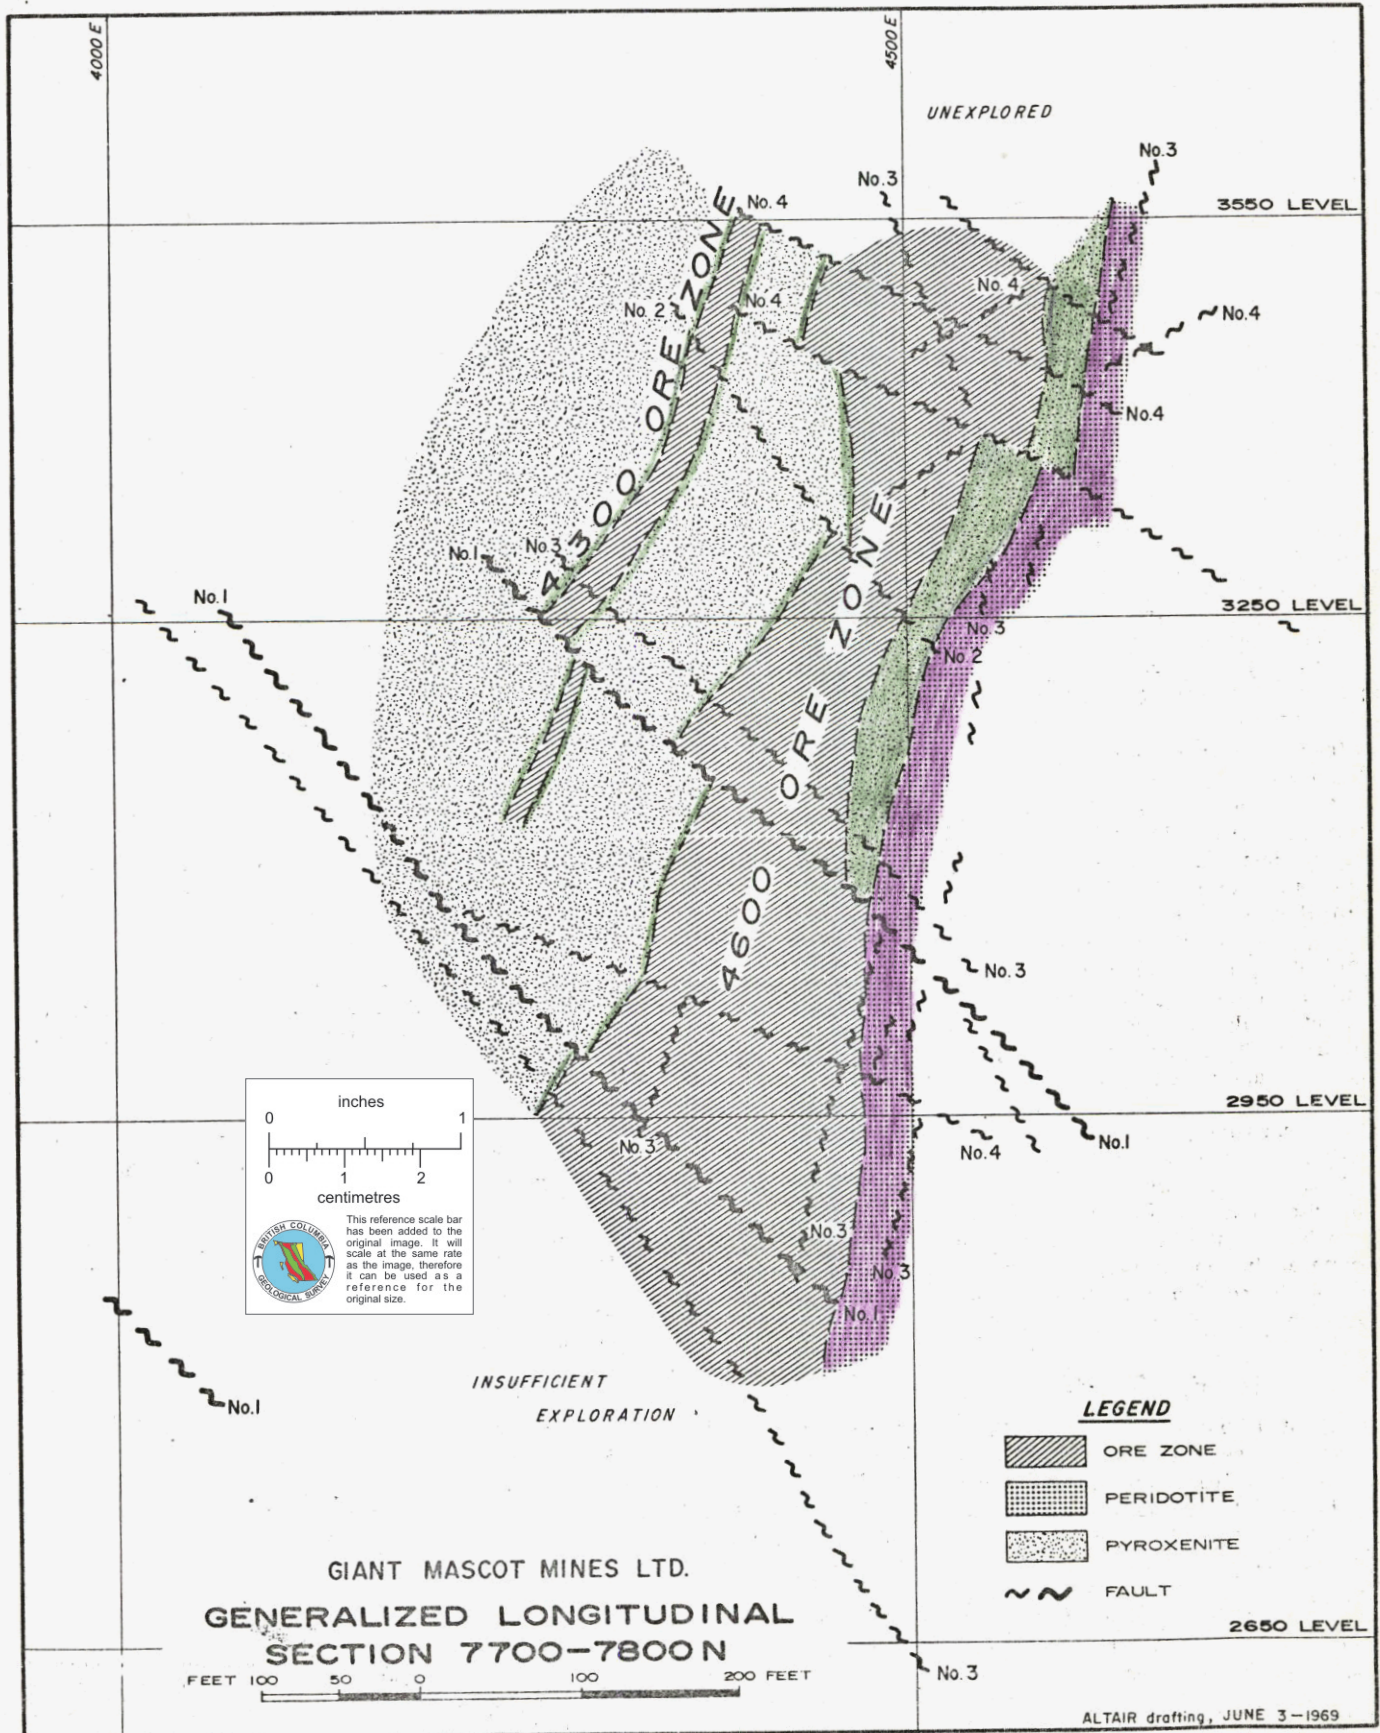 4000 E
4500 E
UNEXPLORED
No.3
No.3
No.4
3550 LEVEL
No.4
No. 2
No.4
No.4
No.4
4300 ORE ZONE
No.1
No.3
No.1
3250 LEVEL
No.3
No.2
4600 ORE ZONE
No.3
2950 LEVEL
No.1
No.4
No.3
No.3
No.3
No.1
No.1
inches
0 1
0 1 2
centimetres
BRITISH COLUMBIA
GEOLOGICAL SURVEY
This reference scale bar
has been added to the
original image. It will
scale at the same rate
as the image, therefore
it can be used as a
reference for the
original size.
INSUFFICIENT
EXPLORATION
LEGEND
ORE ZONE
PERIDOTITE
PYROXENITE
FAULT
2650 LEVEL
No.3
GIANT MASCOT MINES LTD.
GENERALIZED LONGITUDINAL
SECTION 7700-7800 N
FEET 100 50 0 100 200 FEET
ALTAIR drafting, JUNE 3-1969